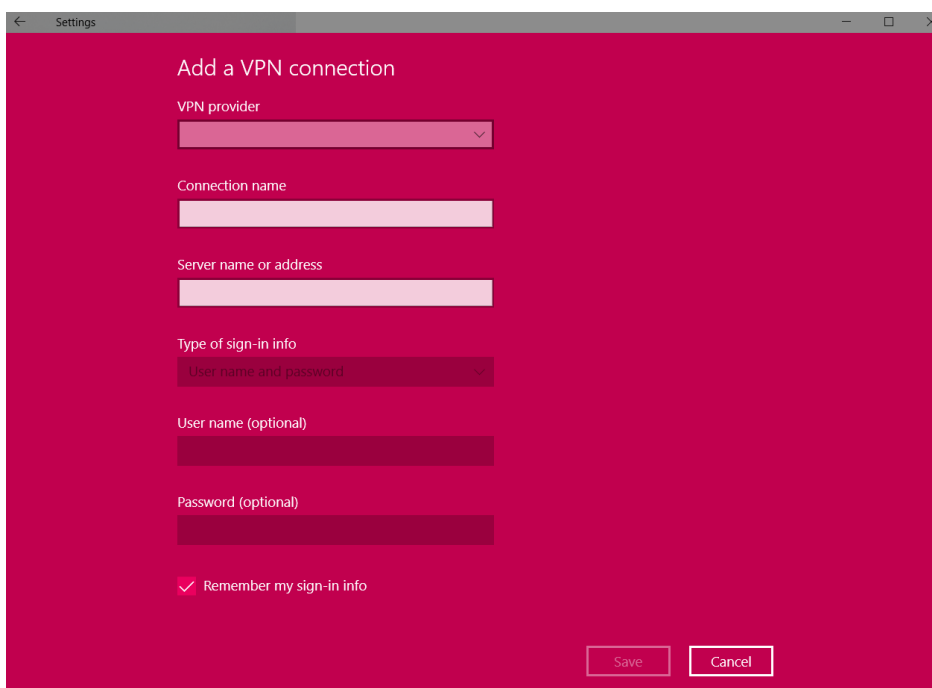 Settings
Add a VPN connection
VPN provider
Connection name
Server name or address
Type of sign-in info
User name and password
User name (optional)
Password (optional)
Remember my sign-in info
Save
Cancel